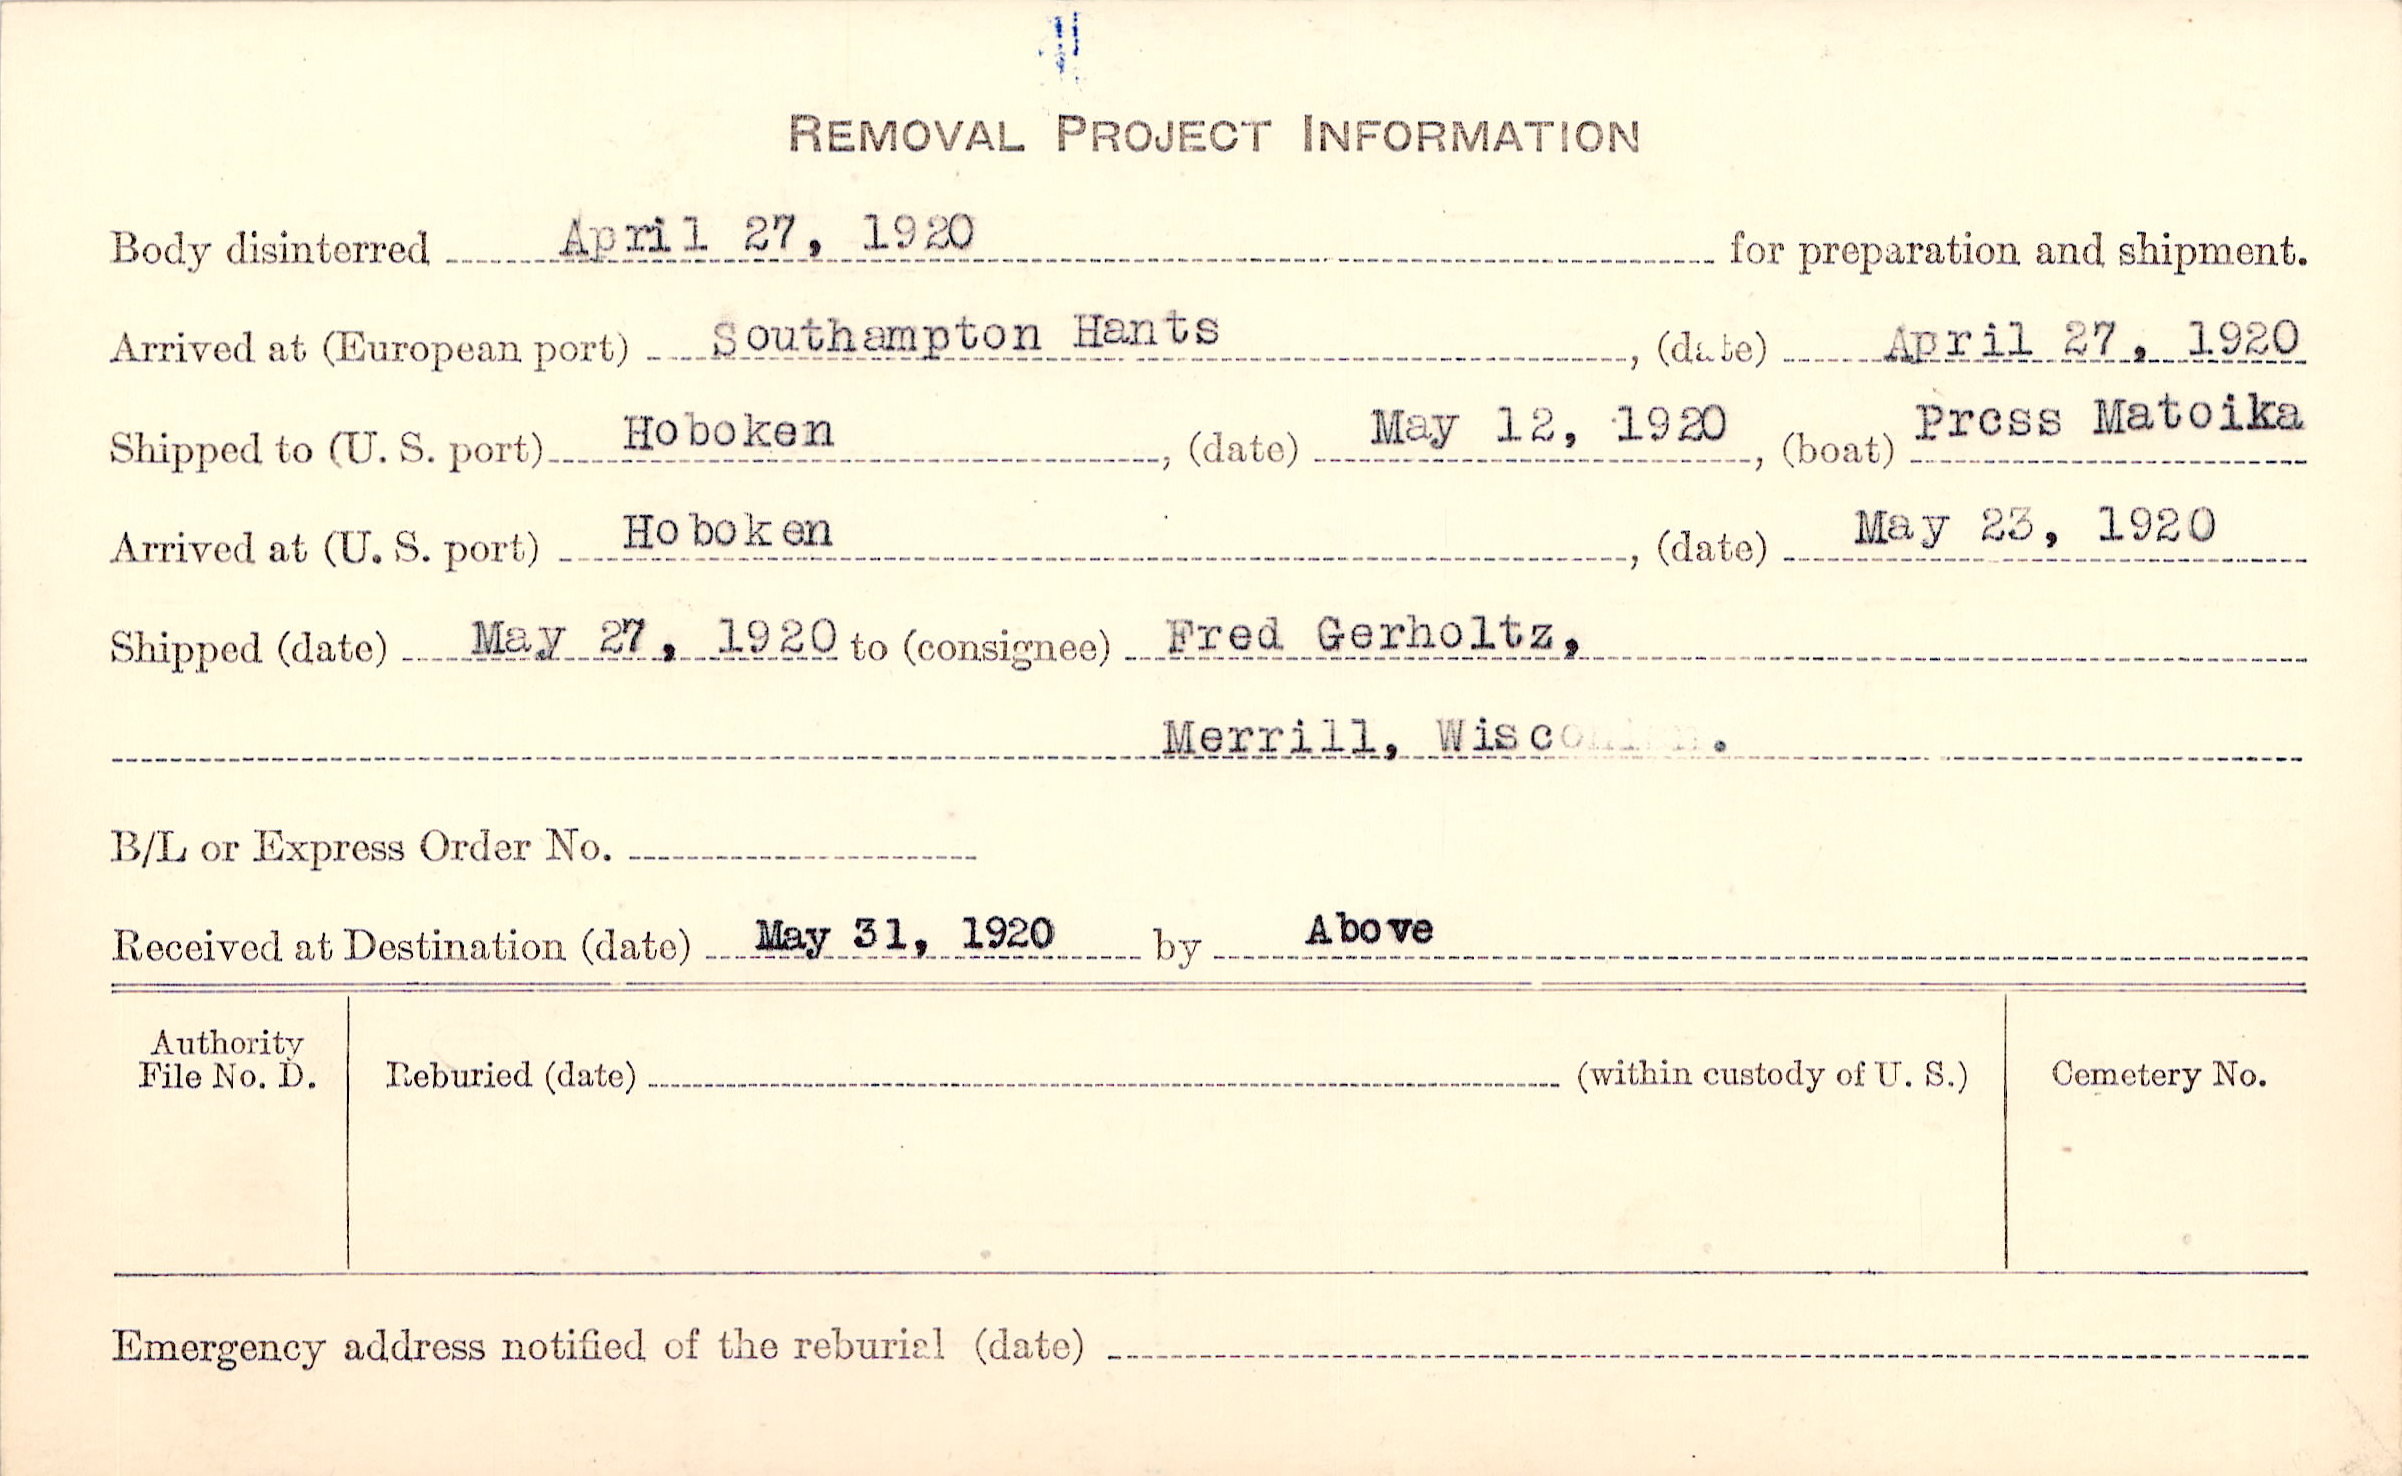 REMOVAL PROJECT INFORMATION
Body disinterred April 27, 1920 for preparation and shipment.
Arrived at (European port) Southampton Hants, (date) April 27, 1920
Shipped to (U. S. port) Hoboken, (date) May 12, 1920, (boat) Prcss Matoika
Arrived at (U. S. port) Hoboken, (date) May 23, 1920
Shipped (date) May 27, 1920 to (consignee) Fred Gerholtz,
Merrill, Wisconsin.
B/L or Express Order No.
Received at Destination (date) May 31, 1920 by Above
Authority
File No. D.
Reburied (date) (within custody of U. S.)
Cemetery No.
Emergency address notified of the reburial (date)